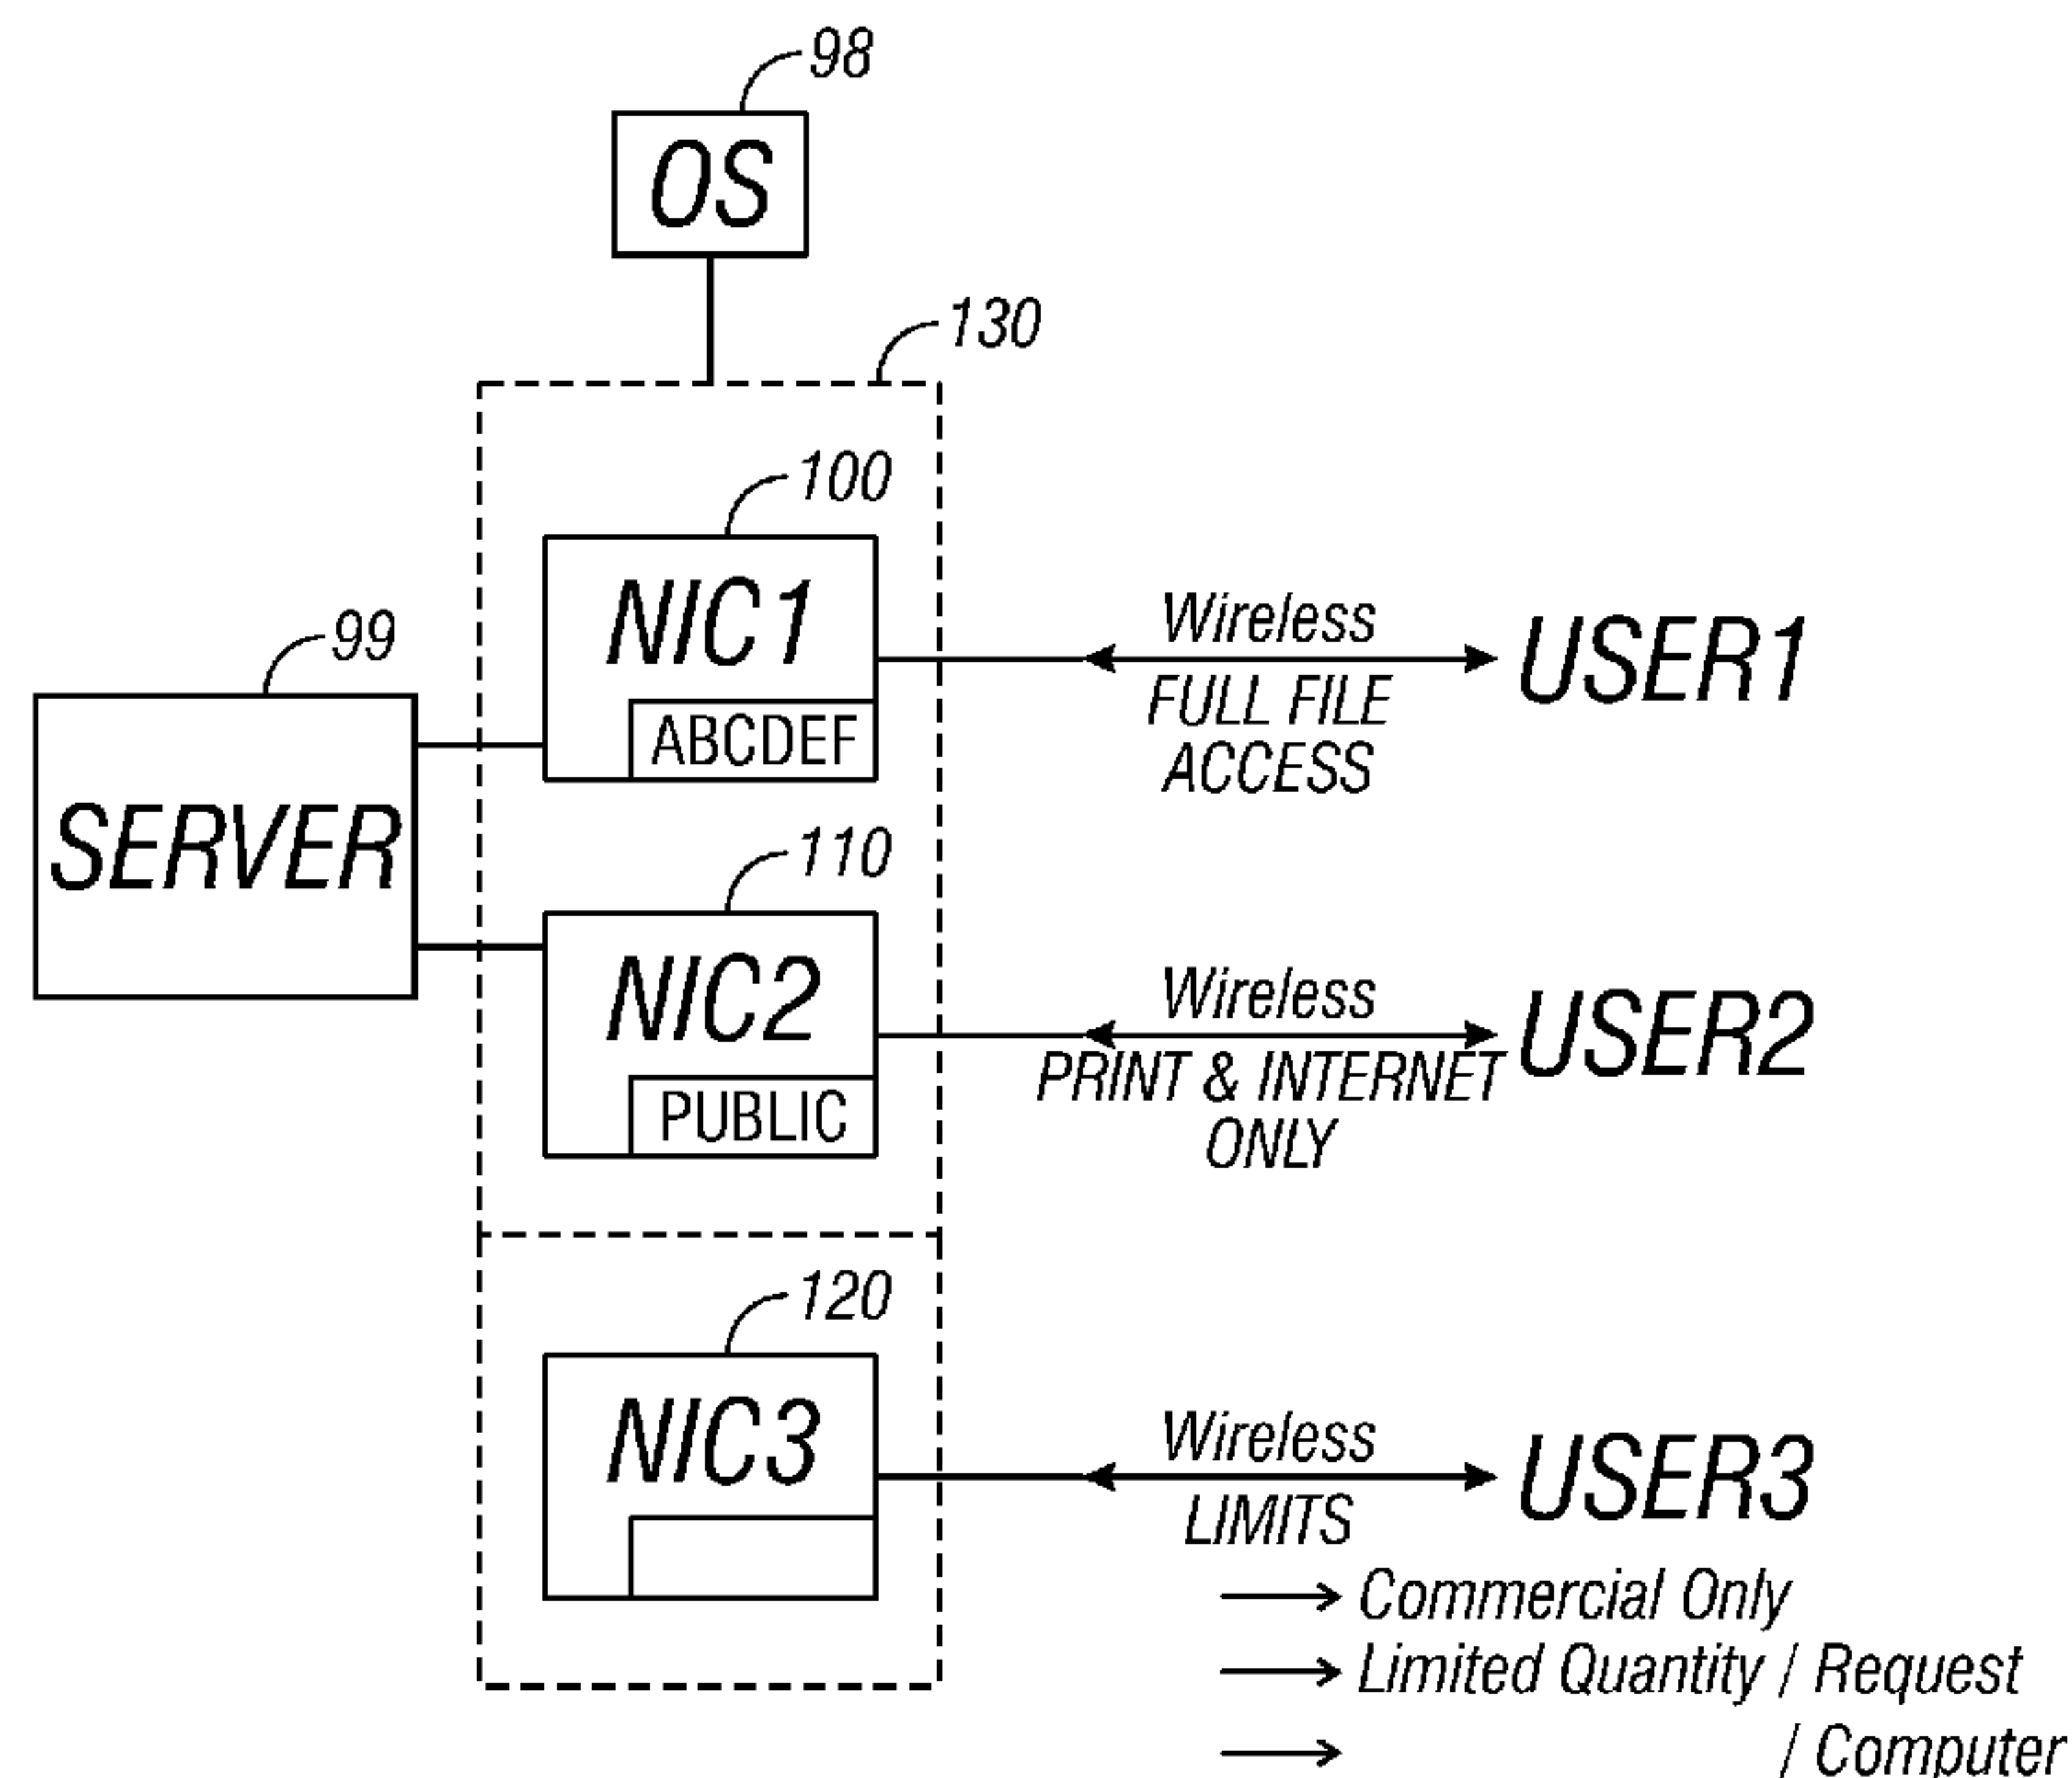 98
OS
130
100
NIC1
ABCDEF
99
SERVER
Wireless
FULL FILE
ACCESS
USER1
110
NIC2
PUBLIC
Wireless
PRINT & INTERNET
ONLY
USER2
120
NIC3
Wireless
LIMITS
USER3
Commercial Only
Limited Quantity / Request
/ Computer